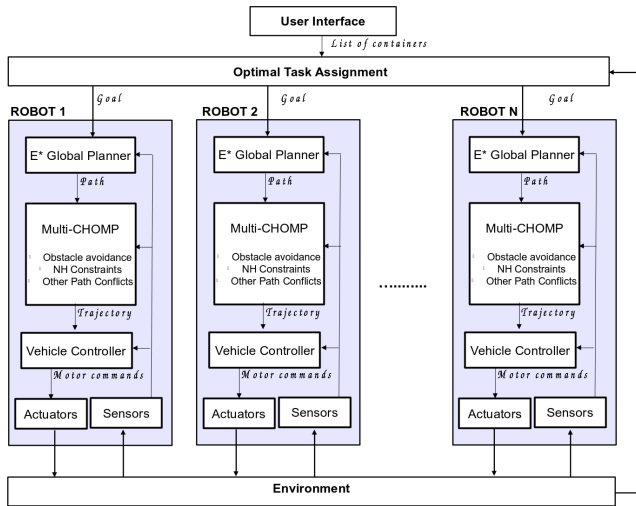 User Interface
List of containers
Optimal Task Assignment
Goal
Goal
Goal
ROBOT 1
ROBOT 2
ROBOT N
E* Global Planner
E* Global Planner
E* Global Planner
Path
Path
Path
Multi-CHOMP
Multi-CHOMP
Multi-CHOMP
Obstacle avoidance
NH Constraints
Other Path Conflicts
Obstacle avoidance
NH Constraints
Other Path Conflicts
Obstacle avoidance
NH Constraints
Other Path Conflicts
............
Trajectory
Trajectory
Trajectory
Vehicle Controller
Vehicle Controller
Vehicle Controller
Motor commands
Motor commands
Motor commands
Actuators
Sensors
Actuators
Sensors
Actuators
Sensors
Environment